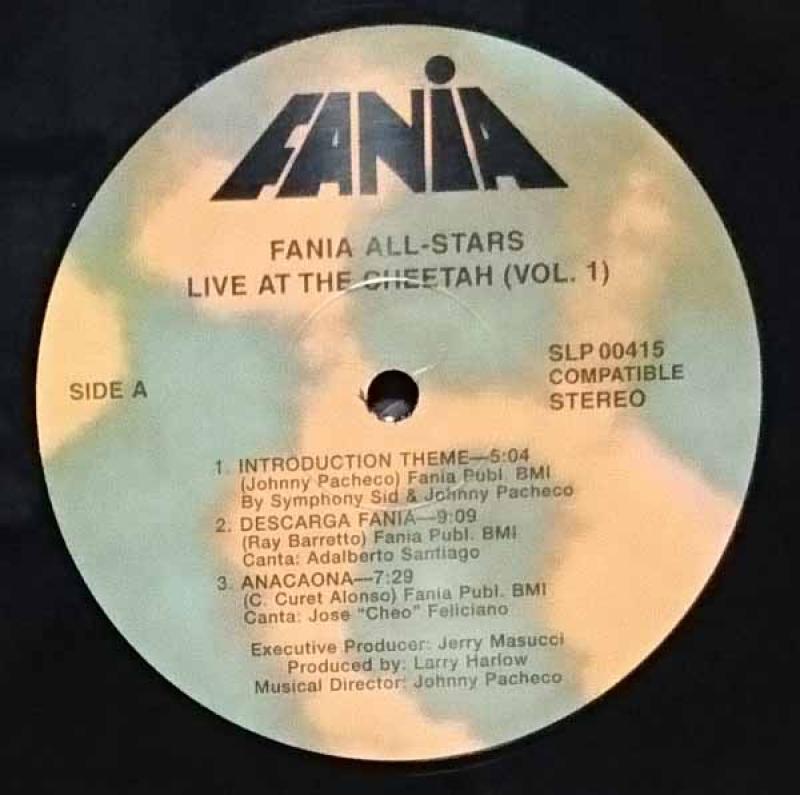 FANIA
FANIA ALL-STARS
LIVE AT THE CHEETAH (VOL. 1)
SIDE A
SLP 00415
COMPATIBLE
STEREO
1. INTRODUCTION THEME—5:04
(Johnny Pacheco) Fania Publ. BMI
By Symphony Sid & Johnny Pacheco
2. DESCARGA FANIA—9:09
(Ray Barretto) Fania Publ. BMI
Canta: Adalberto Santiago
3. ANACAONA—7:29
(C. Curet Alonso) Fania Publ. BMI
Canta: Jose "Cheo" Feliciano
Executive Producer: Jerry Masucci
Produced by: Larry Harlow
Musical Director: Johnny Pacheco